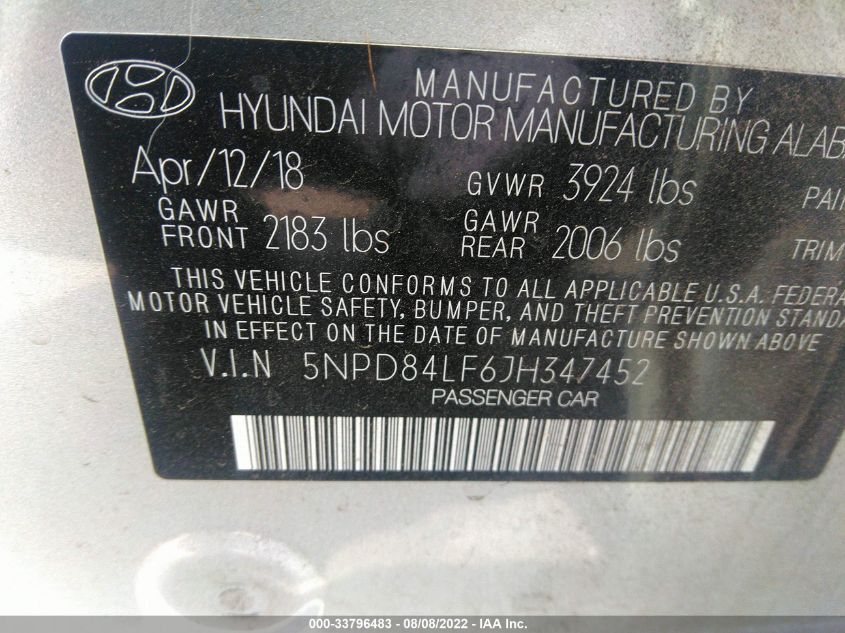 MANUFACTURED BY
HYUNDAI MOTOR MANUFACTURING ALAB
Apr/12/18 GVWR 3924 lbs PAI
GAWR FRONT 2183 lbs GAWR REAR 2006 lbs TRIM
THIS VEHICLE CONFORMS TO ALL APPLICABLE U.S.A. FEDERA
MOTOR VEHICLE SAFETY, BUMPER, AND THEFT PREVENTION STANDA
IN EFFECT ON THE DATE OF MANUFACTURE SHOWN ABOVE
V.I.N 5NPD84LF6JH347452
PASSENGER CAR
000-33796483 - 08/08/2022 - IAA Inc.